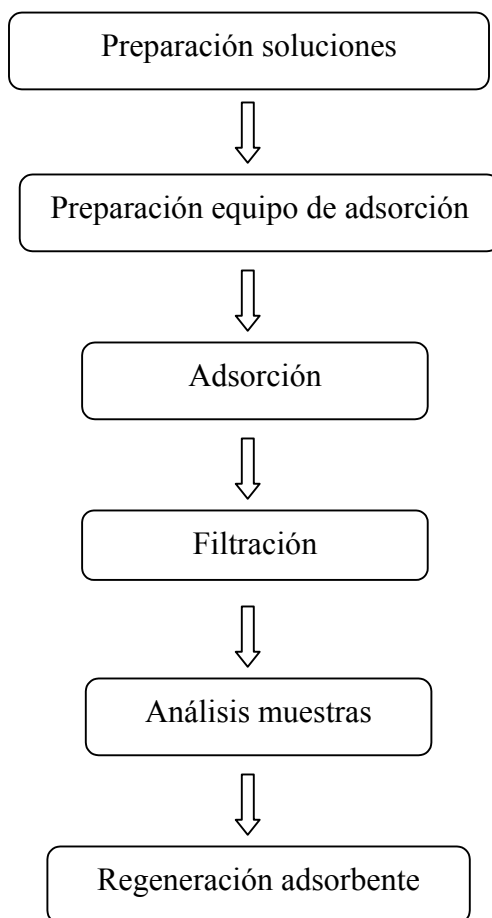 Preparación soluciones
Preparación equipo de adsorción
Adsorción
Filtración
Análisis muestras
Regeneración adsorbente